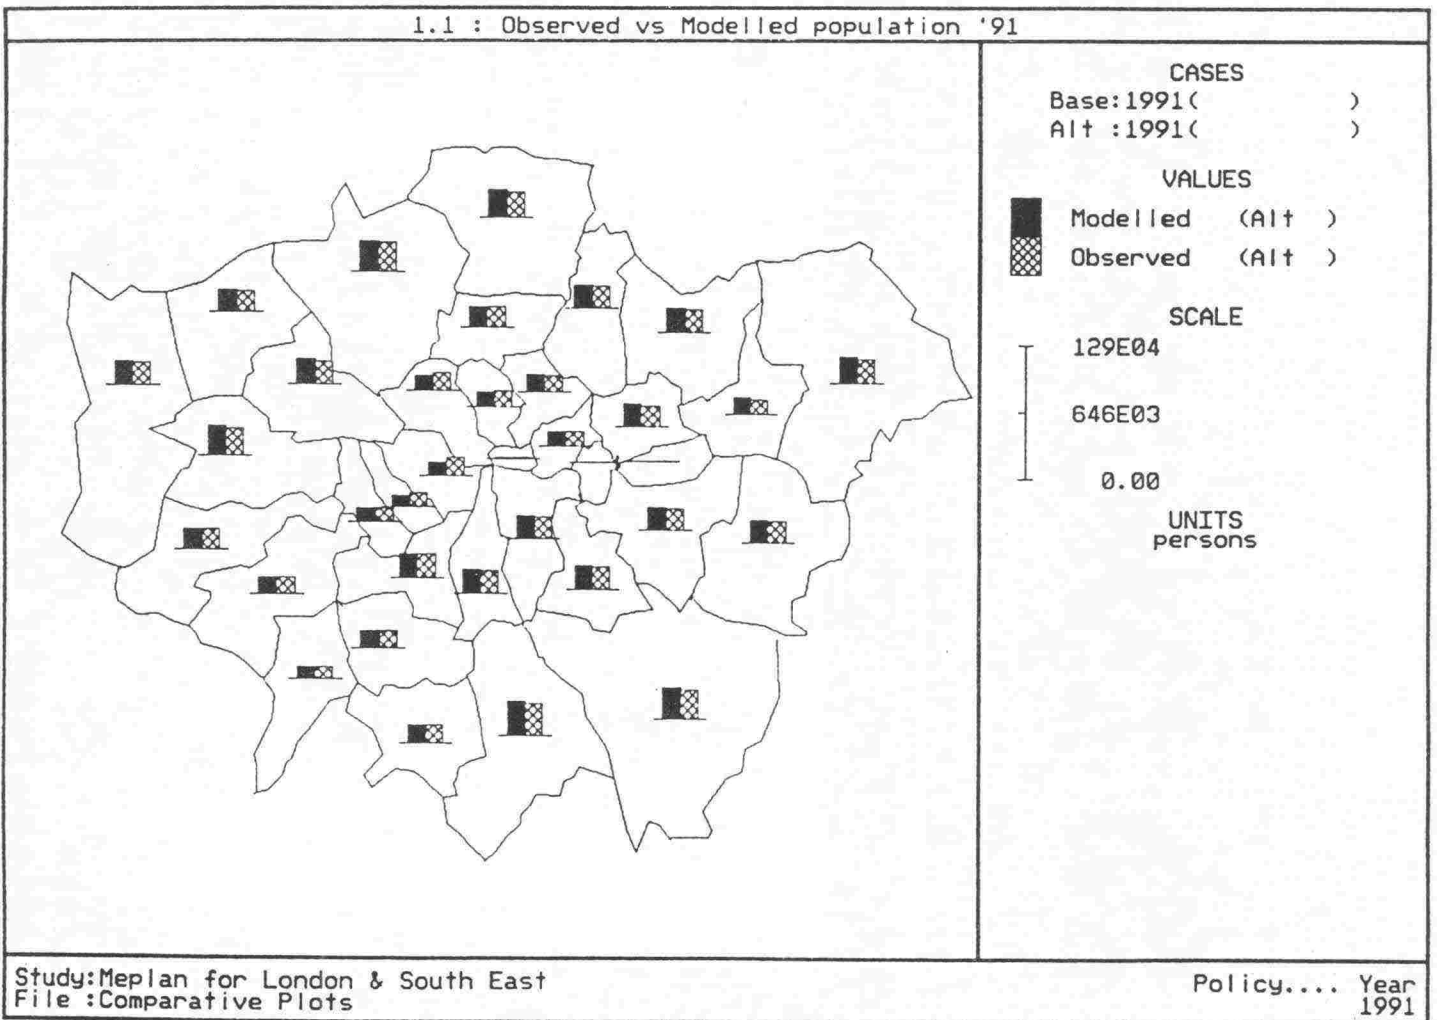 1.1 : Observed vs Modelled population '91
CASES
Base:1991( )
Alt :1991( )
VALUES
Modelled (Alt )
Observed (Alt )
SCALE
129E04
646E03
0.00
UNITS
persons
Study:Meplan for London & South East
File :Comparative Plots
Policy.... Year
1991